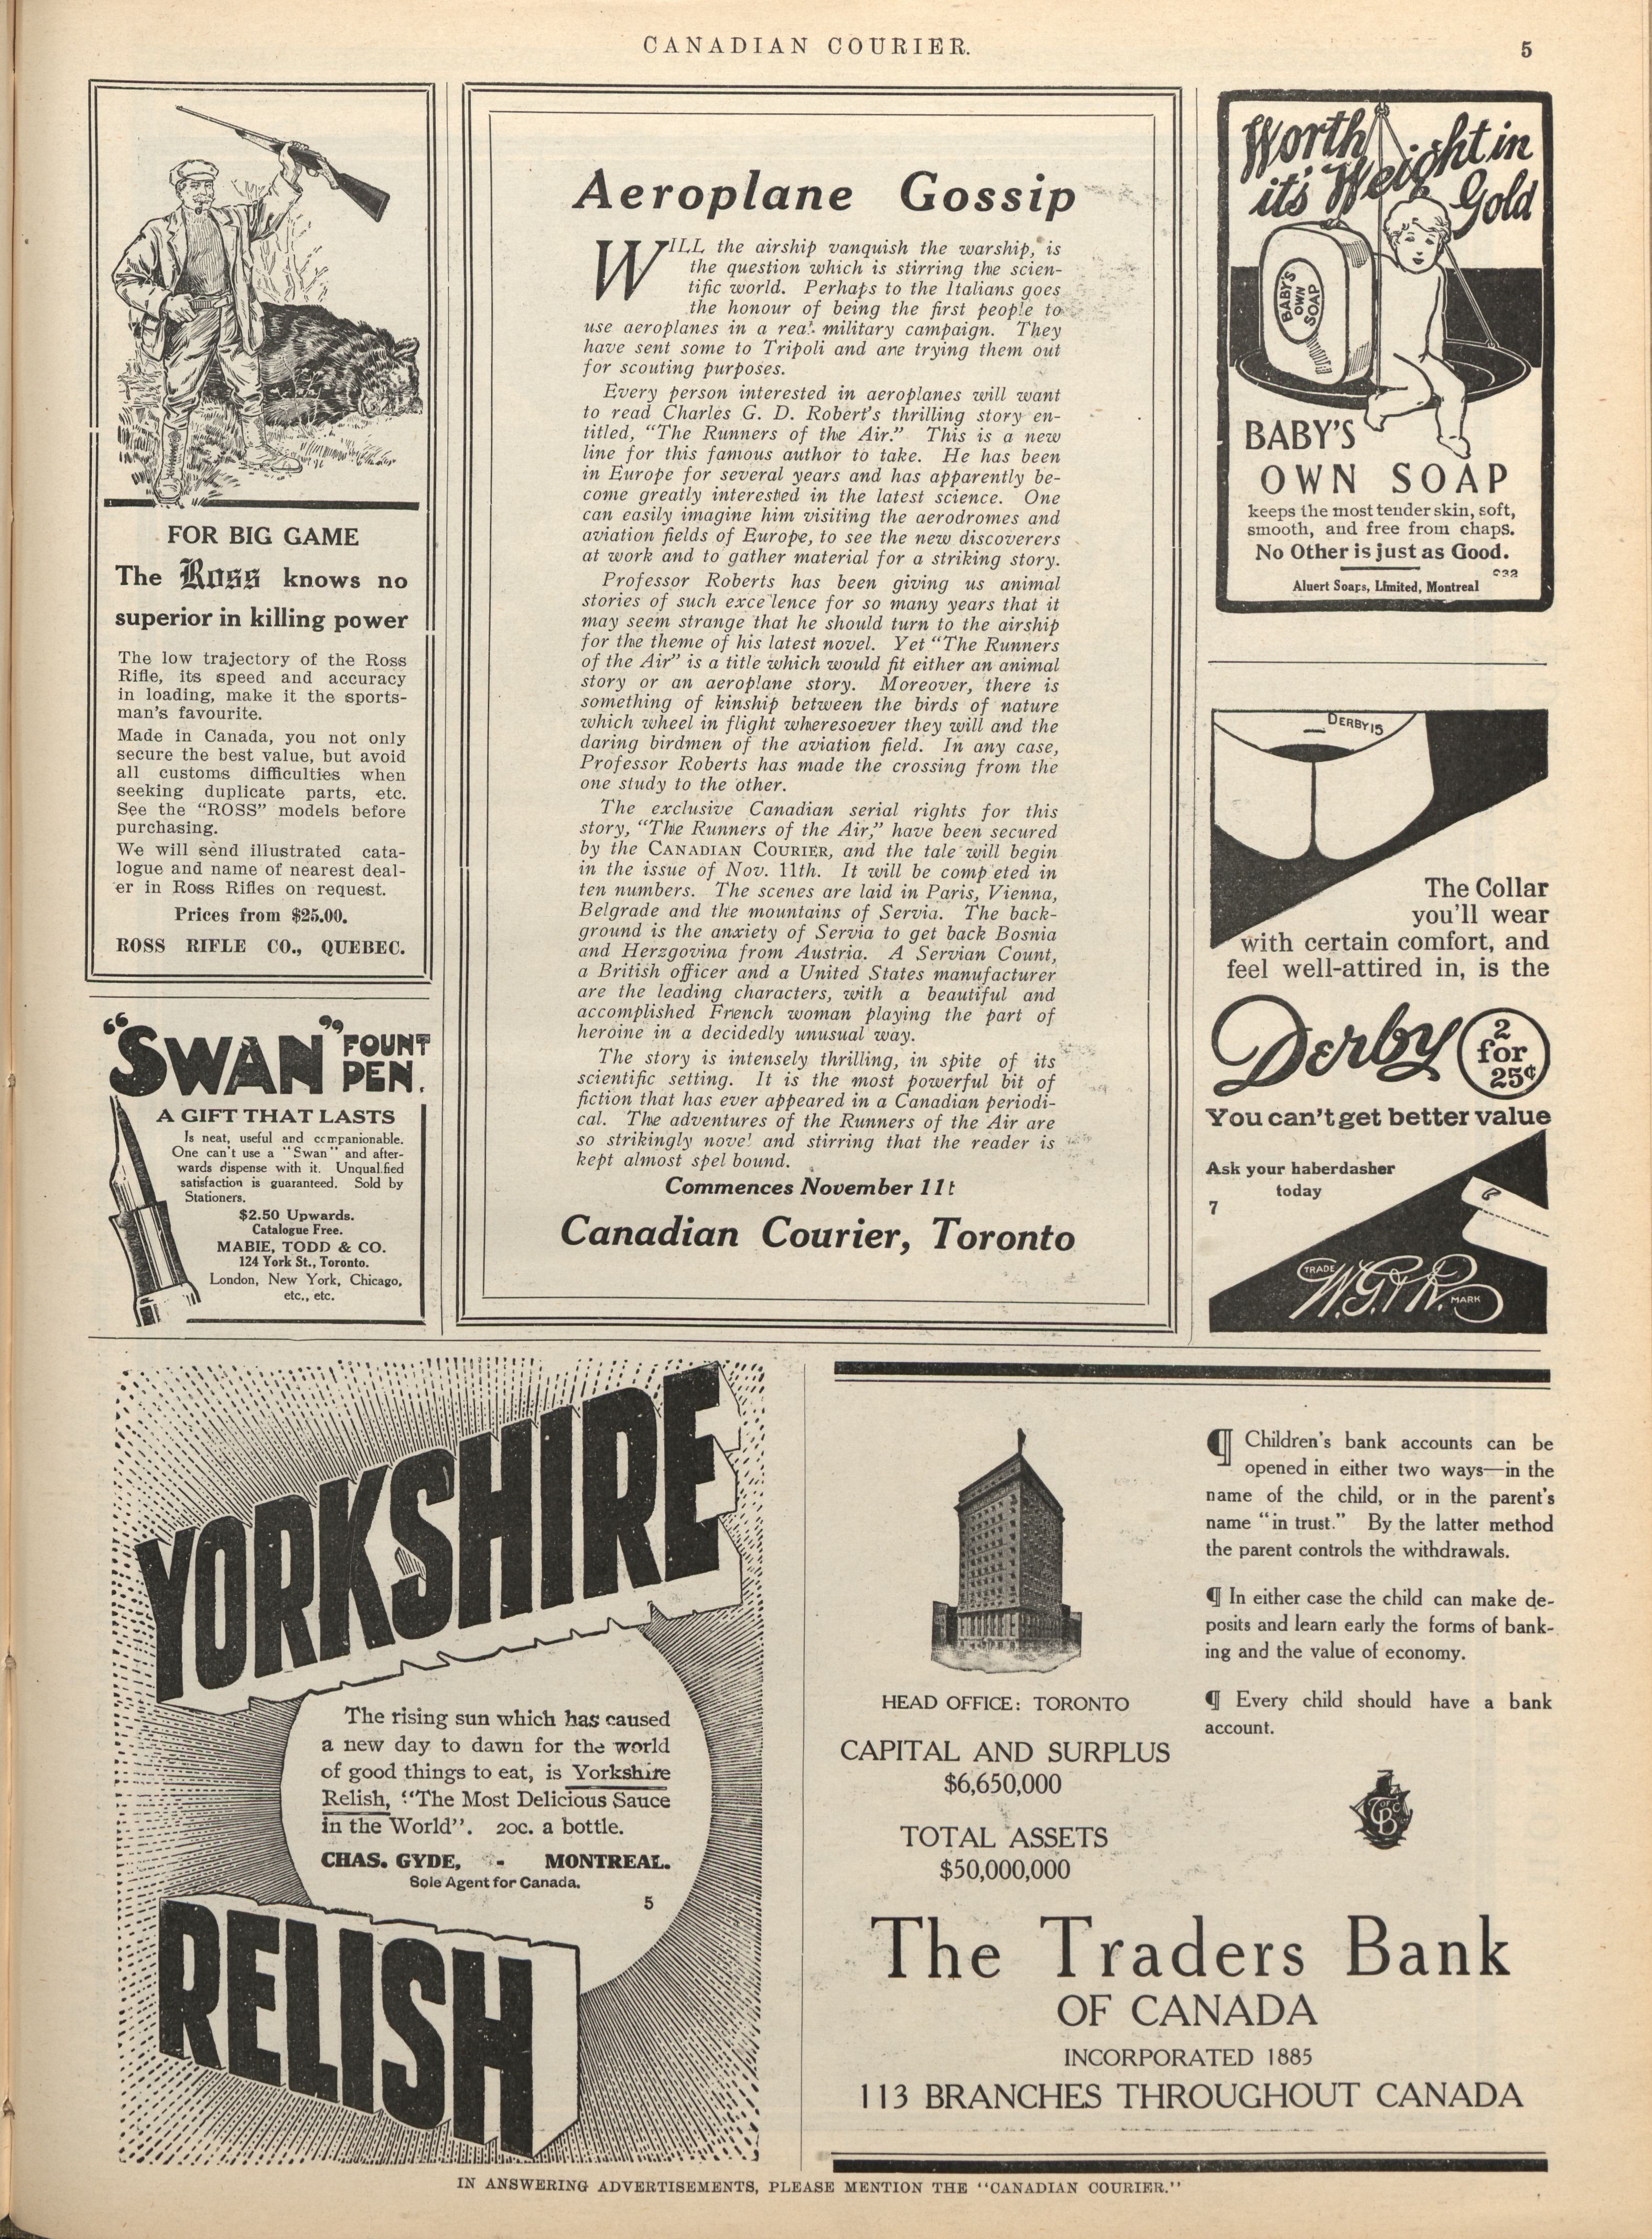 CANADIAN COURIER.
5
FOR BIG GAME
The Ross knows no
superior in killing power
The low trajectory of the Ross
Rifle, its speed and accuracy
in loading, make it the sports-
man's favourite.
Made in Canada, you not only
secure the best value, but avoid
all customs difficulties when
seeking duplicate parts, etc.
See the "ROSS" models before
purchasing.
We will send illustrated cata-
logue and name of nearest deal-
er in Ross Rifles on request.
Prices from $25.00.
ROSS RIFLE CO., QUEBEC.
"SWAN" FOUNT
PEN.
A GIFT THAT LASTS
Is neat, useful and companionable.
One can't use a "Swan" and after-
wards dispense with it. Unqualified
satisfaction is guaranteed. Sold by
Stationers.
$2.50 Upwards.
Catalogue Free.
MABIE, TODD & CO.
124 York St., Toronto.
London, New York, Chicago,
etc., etc.
Aeroplane Gossip
WILL the airship vanquish the warship, is
the question which is stirring the scien-
tific world. Perhaps to the Italians goes
the honour of being the first people to
use aeroplanes in a real military campaign. They
have sent some to Tripoli and are trying them out
for scouting purposes.
Every person interested in aeroplanes will want
to read Charles G. D. Robert's thrilling story en-
titled, "The Runners of the Air." This is a new
line for this famous author to take. He has been
in Europe for several years and has apparently be-
come greatly interested in the latest science. One
can easily imagine him visiting the aerodromes and
aviation fields of Europe, to see the new discoverers
at work and to gather material for a striking story.
Professor Roberts has been giving us animal
stories of such excellence for so many years that it
may seem strange that he should turn to the airship
for the theme of his latest novel. Yet "The Runners
of the Air" is a title which would fit either an animal
story or an aeroplane story. Moreover, there is
something of kinship between the birds of nature
which wheel in flight wheresoever they will and the
daring birdmen of the aviation field. In any case,
Professor Roberts has made the crossing from the
one study to the other.
The exclusive Canadian serial rights for this
story, "The Runners of the Air," have been secured
by the CANADIAN COURIER, and the tale will begin
in the issue of Nov. 11th. It will be completed in
ten numbers. The scenes are laid in Paris, Vienna,
Belgrade and the mountains of Servia. The back-
ground is the anxiety of Servia to get back Bosnia
and Herzgovina from Austria. A Servian Count,
a British officer and a United States manufacturer
are the leading characters, with a beautiful and
accomplished French woman playing the part of
heroine in a decidedly unusual way.
The story is intensely thrilling, in spite of its
scientific setting. It is the most powerful bit of
fiction that has ever appeared in a Canadian periodi-
cal. The adventures of the Runners of the Air are
so strikingly novel and stirring that the reader is
kept almost spel bound.
Commences November 11t
Canadian Courier, Toronto
Worth
it's Weight in
Gold
BABY'S
OWN
SOAP
BABY'S
OWN SOAP
keeps the most tender skin, soft,
smooth, and free from chaps.
No Other is just as Good.
Albert Soaps, Limited, Montreal
DERBY 15
The Collar
you'll wear
with certain comfort, and
feel well-attired in, is the
Derby
2
for
25¢
You can't get better value
Ask your haberdasher
today
7
TRADE
W.G.&R.
MARK
YORKSHIRE
The rising sun which has caused
a new day to dawn for the world
of good things to eat, is Yorkshire
Relish, "The Most Delicious Sauce
in the World". 20c. a bottle.
CHAS. GYDE, - MONTREAL.
Sole Agent for Canada.
5
RELISH
HEAD OFFICE: TORONTO
CAPITAL AND SURPLUS
$6,650,000
TOTAL ASSETS
$50,000,000
¶ Children's bank accounts can be
opened in either two ways—in the
name of the child, or in the parent's
name "in trust." By the latter method
the parent controls the withdrawals.
¶ In either case the child can make de-
posits and learn early the forms of bank-
ing and the value of economy.
¶ Every child should have a bank
account.
The Traders Bank
OF CANADA
INCORPORATED 1885
113 BRANCHES THROUGHOUT CANADA
IN ANSWERING ADVERTISEMENTS, PLEASE MENTION THE "CANADIAN COURIER."